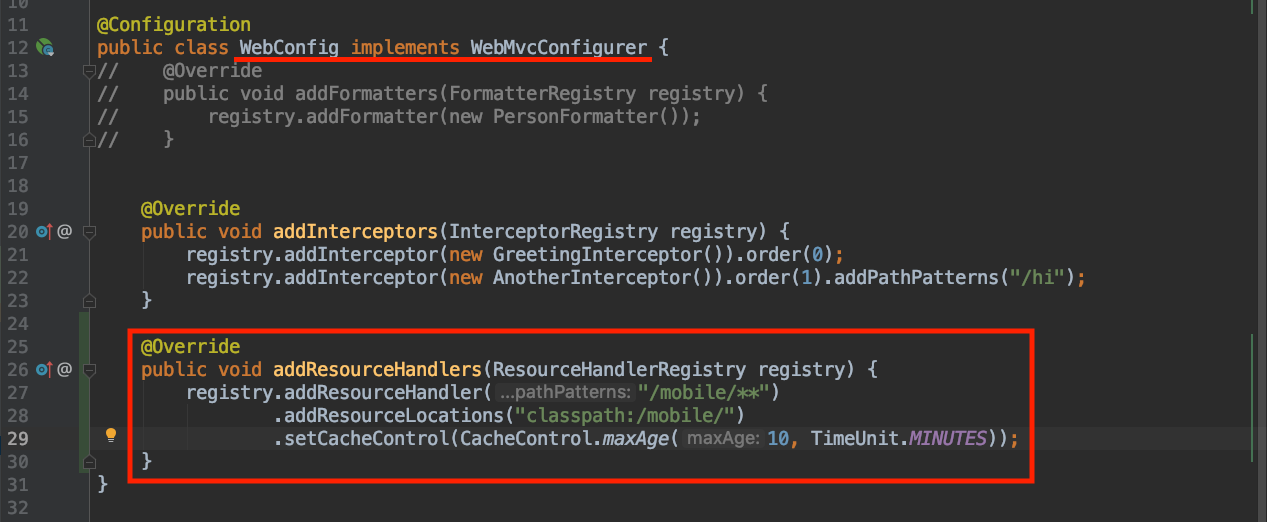 10
11 @Configuration
12 public class WebConfig implements WebMvcConfigurer {
13 //    @Override
14 //    public void addFormatters(FormatterRegistry registry) {
15 //        registry.addFormatter(new PersonFormatter());
16 //    }
17
18
19     @Override
20 @ public void addInterceptors(InterceptorRegistry registry) {
21         registry.addInterceptor(new GreetingInterceptor()).order(0);
22         registry.addInterceptor(new AnotherInterceptor()).order(1).addPathPatterns("/hi");
23     }
24
25     @Override
26 @ public void addResourceHandlers(ResourceHandlerRegistry registry) {
27         registry.addResourceHandler( ...pathPatterns: "/mobile/**")
28                 .addResourceLocations("classpath:/mobile/")
29                 .setCacheControl(CacheControl.maxAge( maxAge: 10, TimeUnit.MINUTES));
30     }
31 }
32